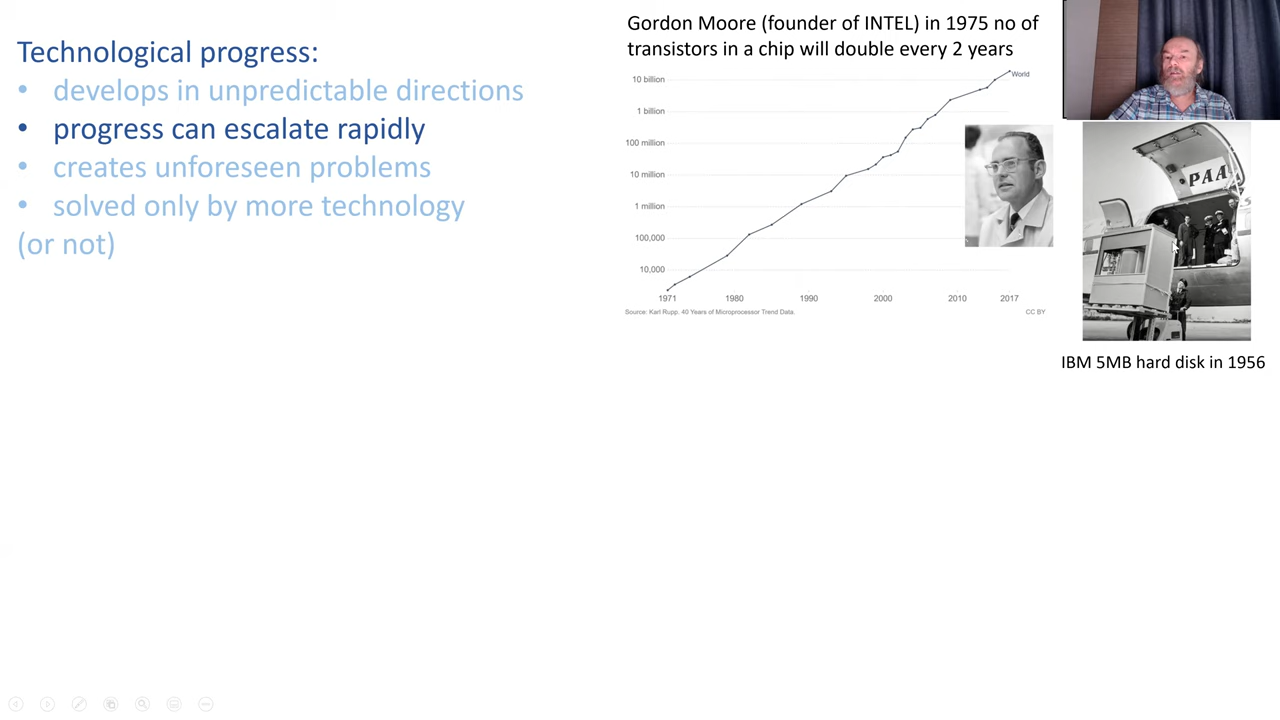 Technological progress:
• develops in unpredictable directions
• progress can escalate rapidly
• creates unforeseen problems
• solved only by more technology
(or not)
Gordon Moore (founder of INTEL) in 1975 no of
transistors in a chip will double every 2 years
10 billion
1 billion
100 million
10 million
1 million
100,000
10,000
World
1971
1980
1990
2000
2010
2017
Source: Karl Rupp. 40 Years of Microprocessor Trend Data.
CC BY
PAA
IBM 5MB hard disk in 1956